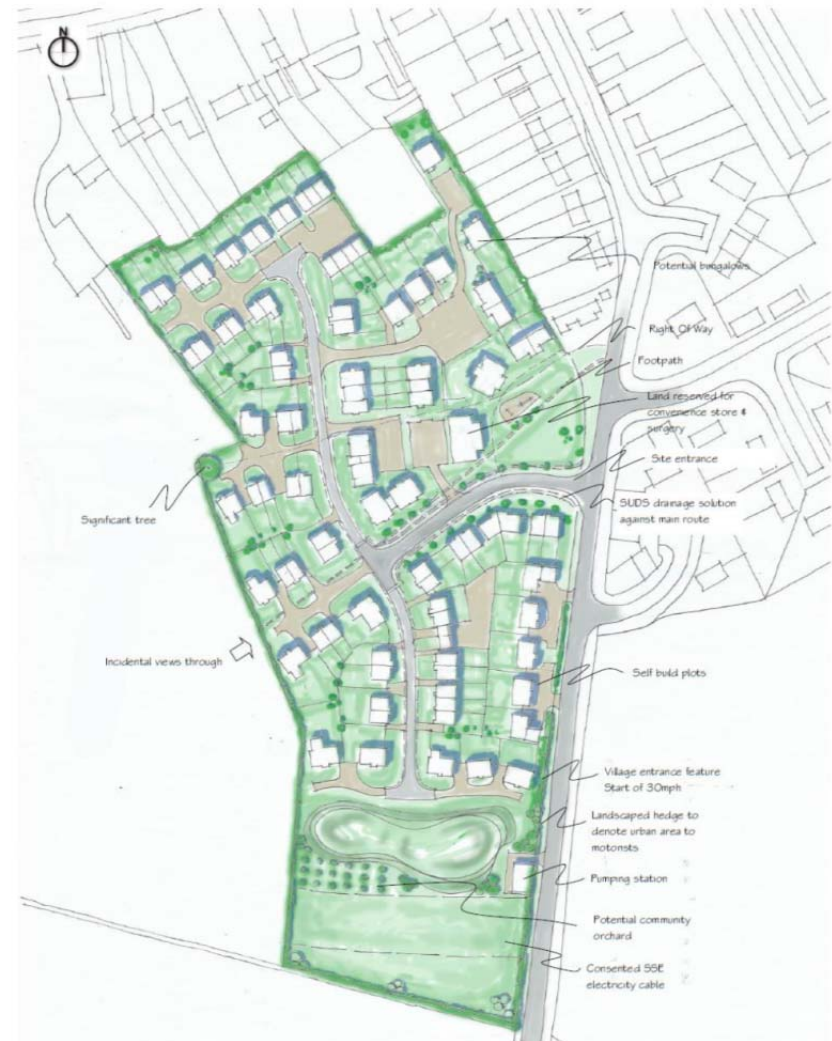 N
Potential bungalows
Right Of Way
Footpath
Land reserved for
convenience store &
surgery
Site entrance
SUDS drainage solution
against main route
Significant tree
Incidental views through
Self build plots
Village entrance feature
Start of 30mph
Landscaped hedge to
denote urban area to
motorists
Pumping station
Potential community
orchard
Consented SSE
electricity cable